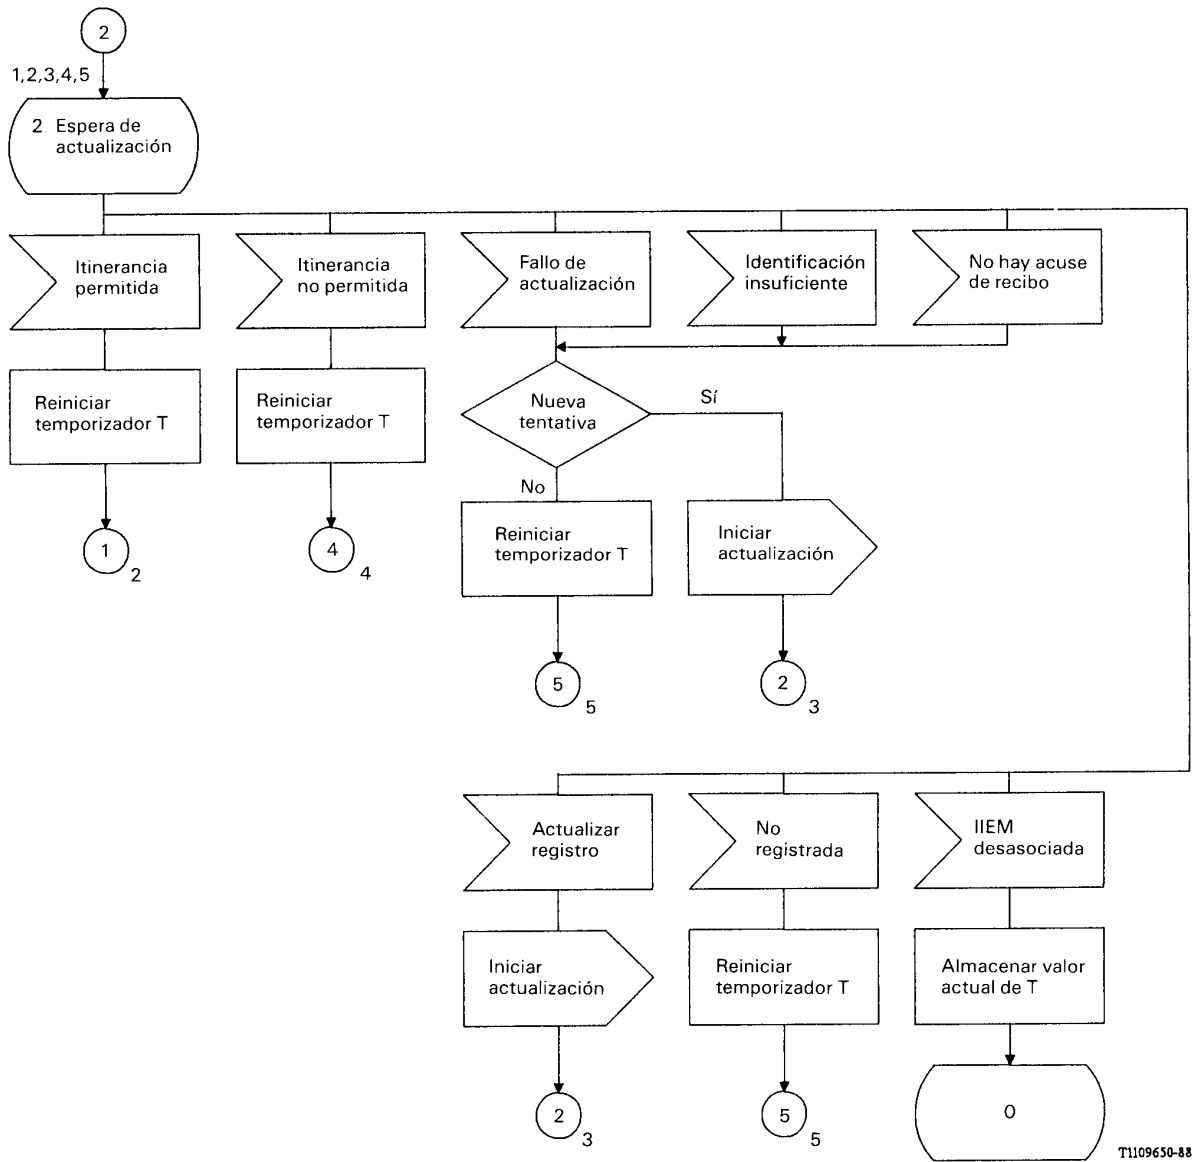 2
1,2,3,4,5
2 Espera de
actualización
Itinerancia
permitida
Itinerancia
no permitida
Fallo de
actualización
Identificación
insuficiente
No hay acuse
de recibo
Reiniciar
temporizador T
Reiniciar
temporizador T
Nueva
tentativa
Sí
No
Reiniciar
temporizador T
Iniciar
actualización
1
2
4
4
5
5
2
3
Actualizar
registro
No
registrada
IIEM
desasociada
Iniciar
actualización
Reiniciar
temporizador T
Almacenar valor
actual de T
2
3
5
5
O
T1109650-88